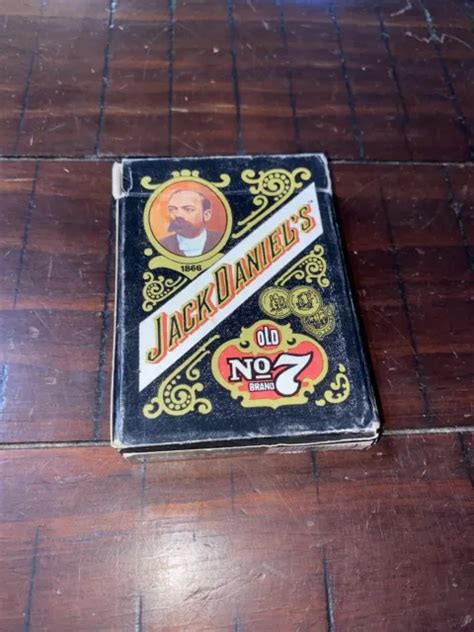 1866
JACK DANIEL'S
OLD
No 7
BRAND